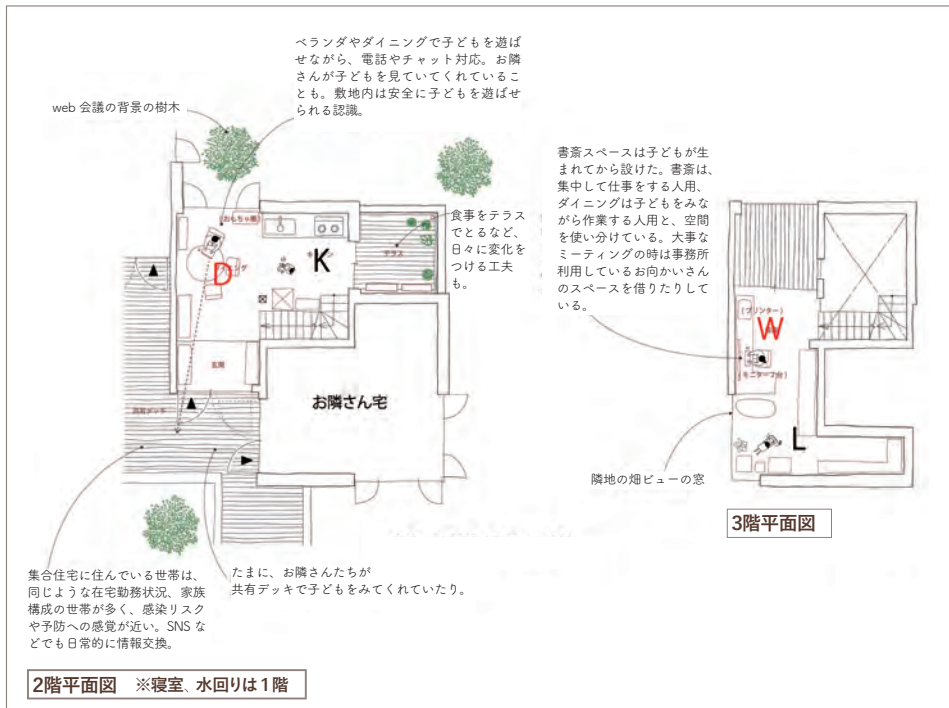 ベランダやダイニングで子どもを遊ば
せながら、電話やチャット対応。お隣
さんが子どもを見ていてくれているこ
とも。敷地内は安全に子どもを遊ばせ
られる認識。
web 会議の背景の樹木
書斎スペースは子どもが生
まれてから設けた。書斎は、
集中して仕事をする人用、
ダイニングは子どもをみな
がら作業する人用と、空間
を使い分けている。大事な
ミーティングの時は事務所
利用しているお向かいさん
のスペースを借りたりして
いる。
食事をテラス
でとるなど、
日々に変化を
つける工夫
も。
(おもちゃ棚)
D
K
テラス
玄関
共有デッキ
お隣さん宅
(プリンター)
W
(モニター2台)
L
隣地の畑ビューの窓
3階平面図
集合住宅に住んでいる世帯は、
同じような在宅勤務状況、家族
構成の世帯が多く、感染リスク
や予防への感覚が近い。SNS な
どでも日常的に情報交換。
たまに、お隣さんたちが
共有デッキで子どもをみてくれていたり。
2階平面図 ※寝室、水回りは1階